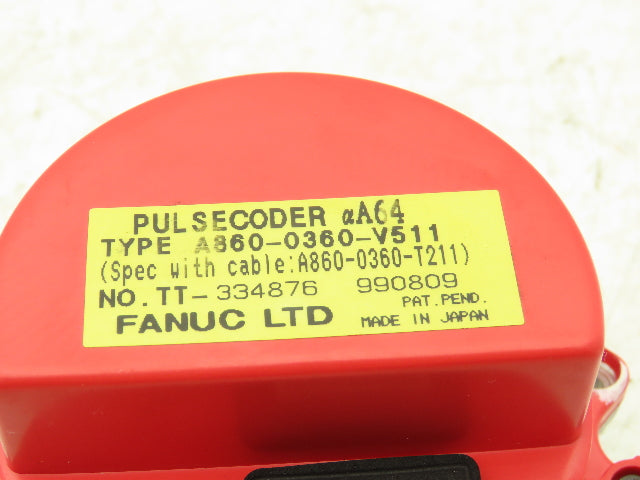 PULSECODER αA64
TYPE A860-0360-V511
(Spec with cable:A860-0360-T211)
NO.TT-334876 990809
PAT.PEND.
FANUC LTD MADE IN JAPAN